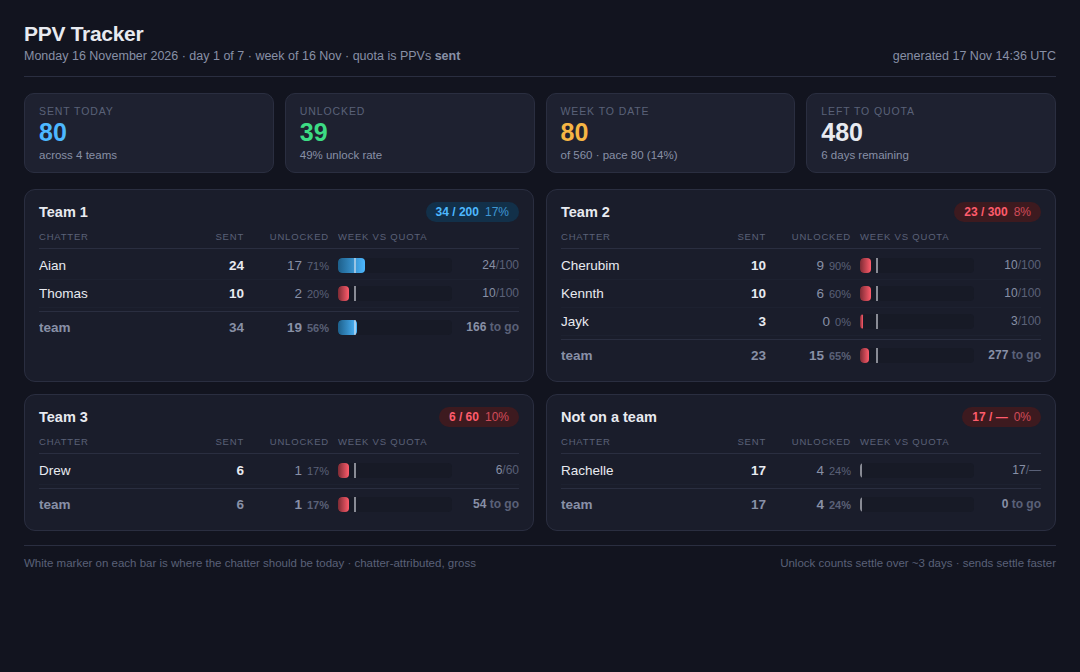 PPV Tracker
Monday 16 November 2026 · day 1 of 7 · week of 16 Nov · quota is PPVs sent
generated 17 Nov 14:36 UTC
SENT TODAY
80
across 4 teams
UNLOCKED
39
49% unlock rate
WEEK TO DATE
80
of 560 · pace 80 (14%)
LEFT TO QUOTA
480
6 days remaining
Team 1 34 / 200 17%
CHATTER SENT UNLOCKED WEEK VS QUOTA
Aian 24 17 71% 24/100
Thomas 10 2 20% 10/100
team 34 19 56% 166 to go
Team 2 23 / 300 8%
CHATTER SENT UNLOCKED WEEK VS QUOTA
Cherubim 10 9 90% 10/100
Kennth 10 6 60% 10/100
Jayk 3 0 0% 3/100
team 23 15 65% 277 to go
Team 3 6 / 60 10%
CHATTER SENT UNLOCKED WEEK VS QUOTA
Drew 6 1 17% 6/60
team 6 1 17% 54 to go
Not on a team 17 / — 0%
CHATTER SENT UNLOCKED WEEK VS QUOTA
Rachelle 17 4 24% 17/—
team 17 4 24% 0 to go
White marker on each bar is where the chatter should be today · chatter-attributed, gross
Unlock counts settle over ~3 days · sends settle faster